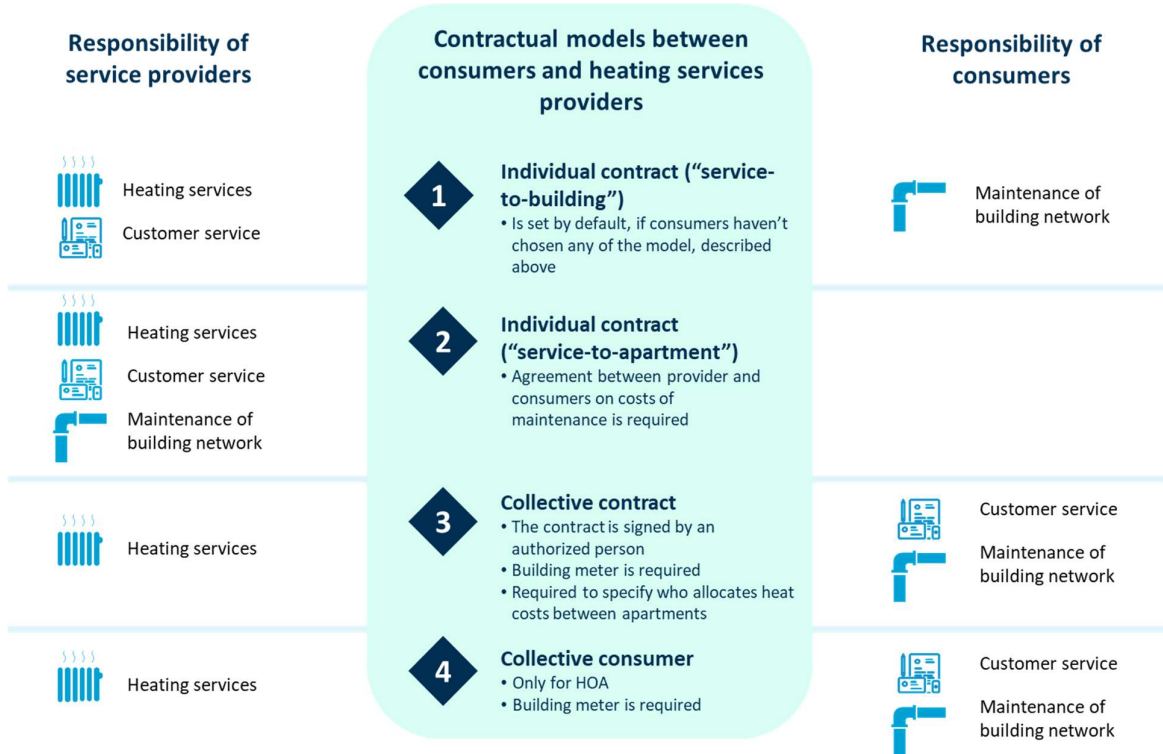 Responsibility of
service providers
Contractual models between
consumers and heating services
providers
Responsibility of
consumers
Heating services
Customer service
1
Individual contract (“service-
to-building”)
• Is set by default, if consumers haven’t
chosen any of the model, described
above
Maintenance of
building network
Heating services
Customer service
Maintenance of
building network
2
Individual contract
(“service-to-apartment”)
• Agreement between provider and
consumers on costs of
maintenance is required
Heating services
3
Collective contract
• The contract is signed by an
authorized person
• Building meter is required
• Required to specify who allocates heat
costs between apartments
Customer service
Maintenance of
building network
Heating services
4
Collective consumer
• Only for HOA
• Building meter is required
Customer service
Maintenance of
building network